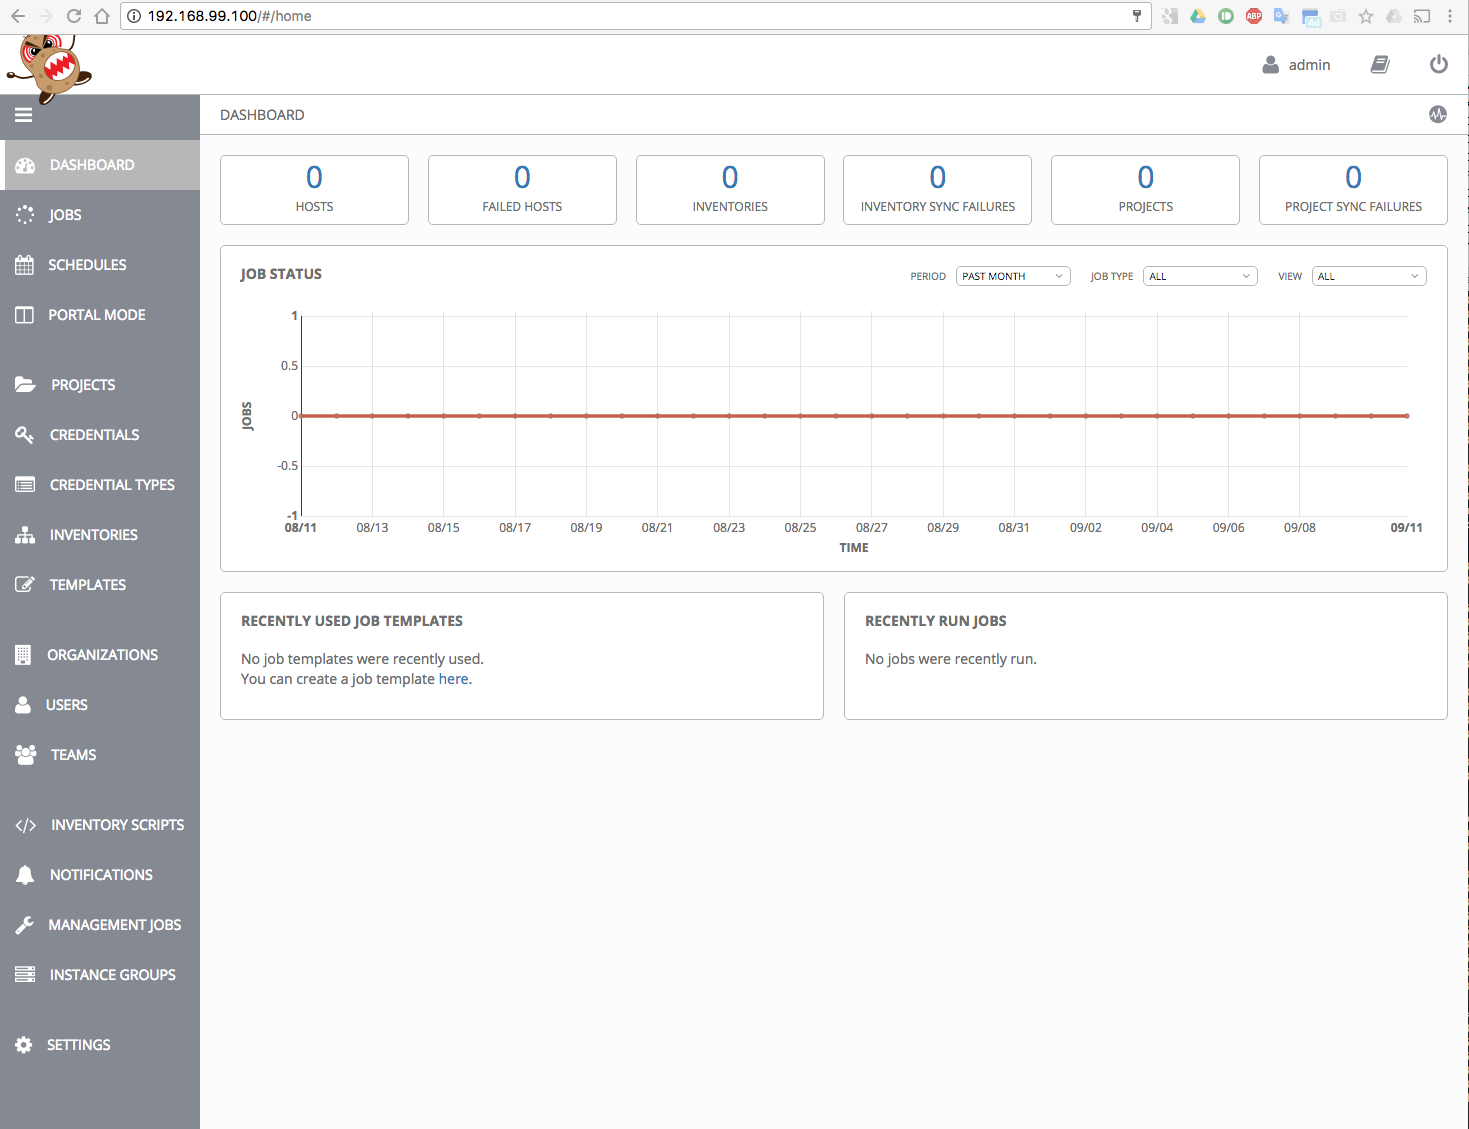 192.168.99.100/#/home
ABP
admin
DASHBOARD
DASHBOARD
JOBS
SCHEDULES
PORTAL MODE
PROJECTS
CREDENTIALS
CREDENTIAL TYPES
INVENTORIES
TEMPLATES
ORGANIZATIONS
USERS
TEAMS
INVENTORY SCRIPTS
NOTIFICATIONS
MANAGEMENT JOBS
INSTANCE GROUPS
SETTINGS
0 0 0 0 0 0
HOSTS FAILED HOSTS INVENTORIES INVENTORY SYNC FAILURES PROJECTS PROJECT SYNC FAILURES
JOB STATUS PERIOD PAST MONTH JOB TYPE ALL VIEW ALL
1
0.5
0
-0.5
-1
JOBS
08/11 08/13 08/15 08/17 08/19 08/21 08/23 08/25 08/27 08/29 08/31 09/02 09/04 09/06 09/08 09/11
TIME
RECENTLY USED JOB TEMPLATES
No job templates were recently used.
You can create a job template here.
RECENTLY RUN JOBS
No jobs were recently run.